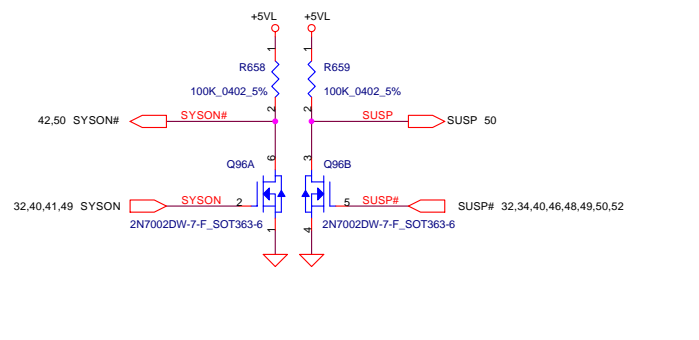 +5VL +5VL
1 1
R658 R659
100K_0402_5% 100K_0402_5%
2 2
42,50 SYSON# SYSON# SUSP SUSP 50
6 3
Q96A Q96B
32,40,41,49 SYSON SYSON 2 5 SUSP# SUSP# 32,34,40,46,48,49,50,52
2N7002DW-7-F_SOT363-6 2N7002DW-7-F_SOT363-6
1 4